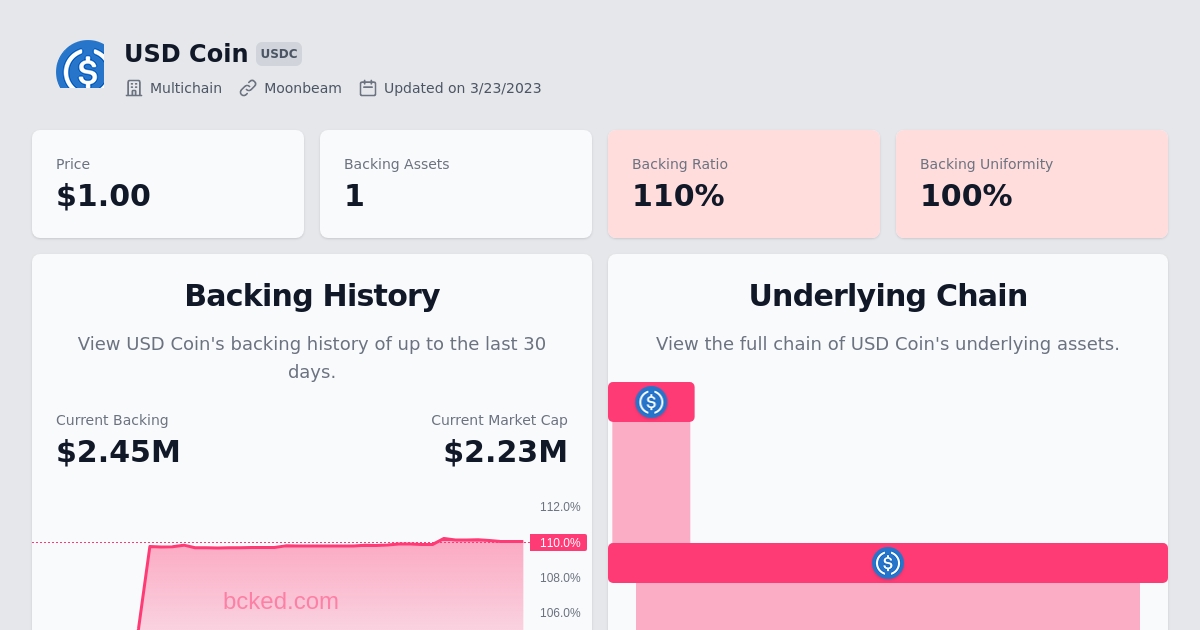 USD Coin USDC
Multichain Moonbeam Updated on 3/23/2023
Price
$1.00
Backing Assets
1
Backing Ratio
110%
Backing Uniformity
100%
Backing History
View USD Coin's backing history of up to the last 30
days.
Current Backing
$2.45M
Current Market Cap
$2.23M
112.0%
110.0%
108.0%
106.0%
bcked.com
Underlying Chain
View the full chain of USD Coin's underlying assets.